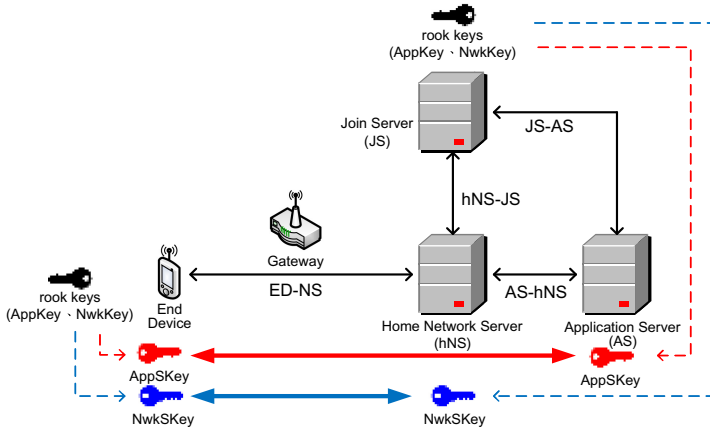 rook keys
(AppKey、NwkKey)
Join Server
(JS)
JS-AS
hNS-JS
Gateway
rook keys
(AppKey、NwkKey)
End
Device
ED-NS
AS-hNS
Home Network Server
(hNS)
Application Server
(AS)
AppSKey
AppSKey
NwkSKey
NwkSKey